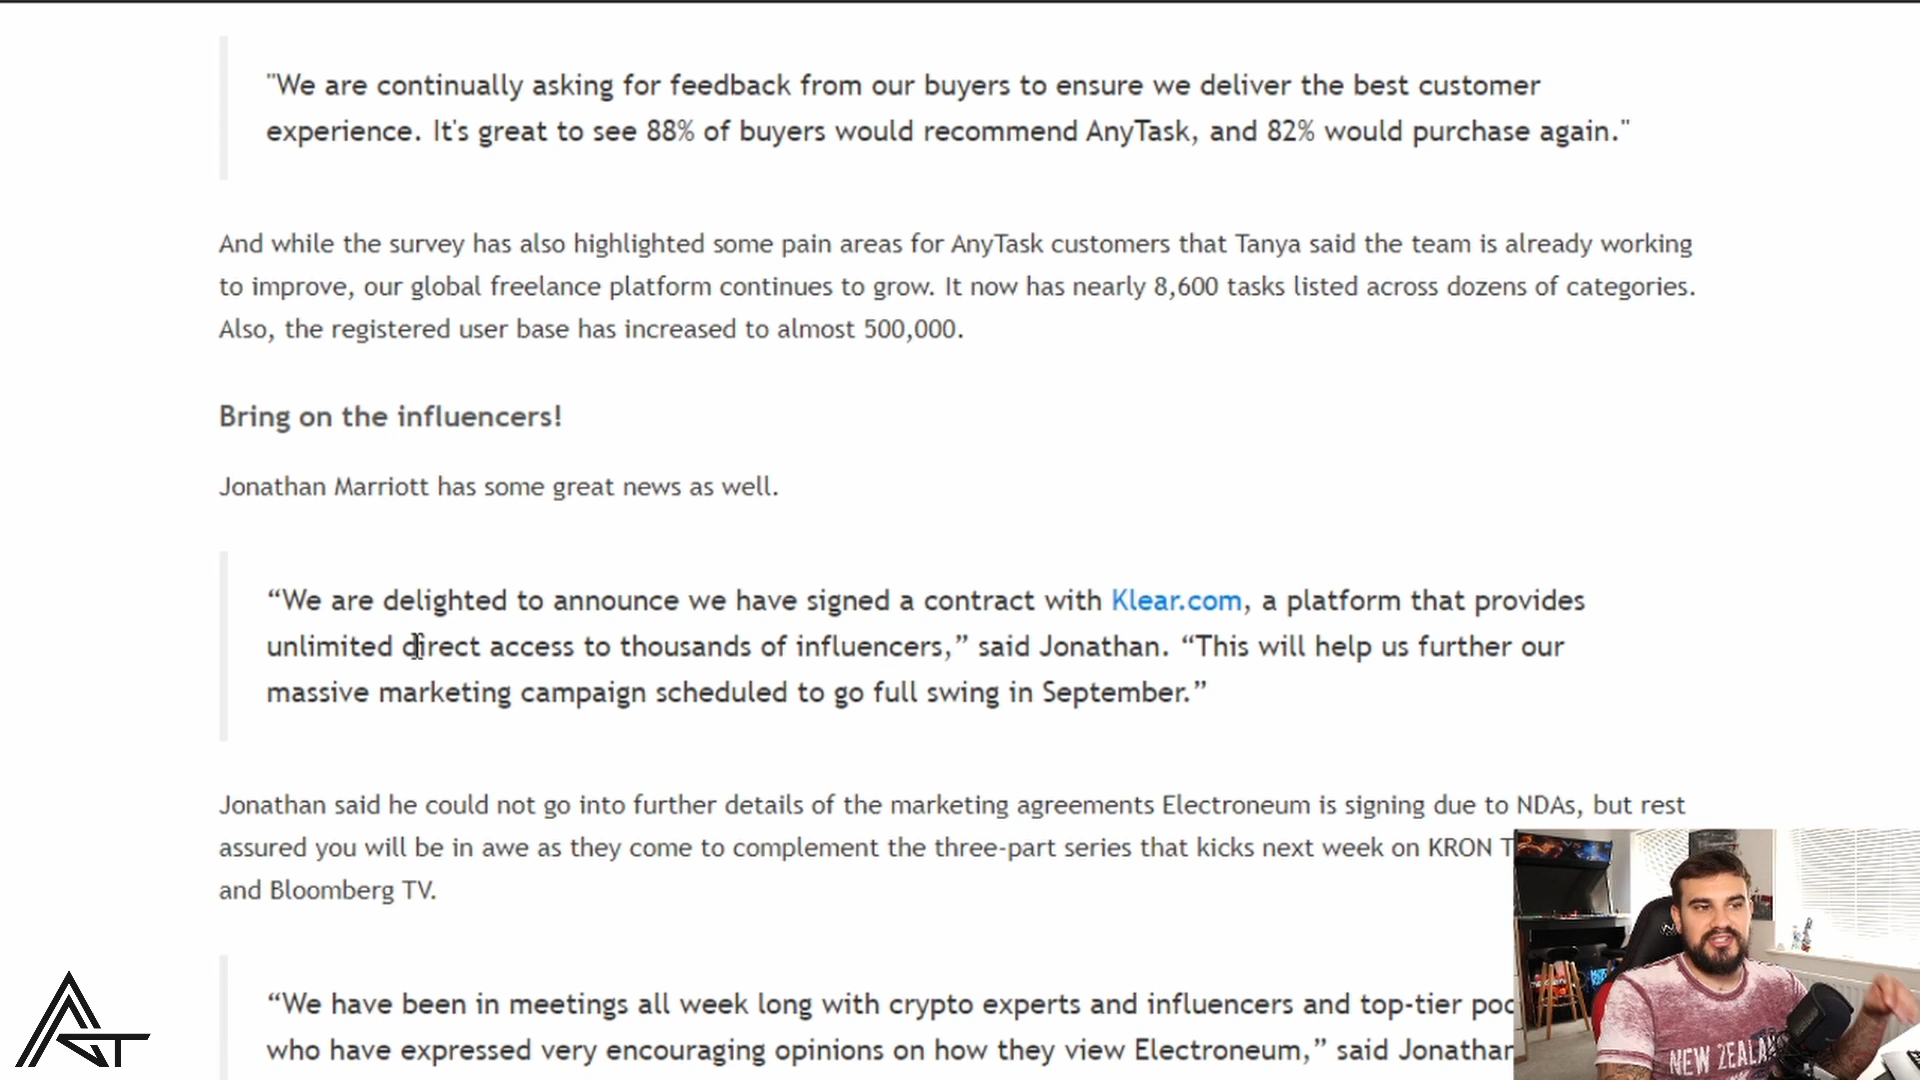 "We are continually asking for feedback from our buyers to ensure we deliver the best customer
experience. It's great to see 88% of buyers would recommend AnyTask, and 82% would purchase again."
And while the survey has also highlighted some pain areas for AnyTask customers that Tanya said the team is already working
to improve, our global freelance platform continues to grow. It now has nearly 8,600 tasks listed across dozens of categories.
Also, the registered user base has increased to almost 500,000.
Bring on the influencers!
Jonathan Marriott has some great news as well.
“We are delighted to announce we have signed a contract with Klear.com, a platform that provides
unlimited direct access to thousands of influencers,” said Jonathan. “This will help us further our
massive marketing campaign scheduled to go full swing in September.”
Jonathan said he could not go into further details of the marketing agreements Electroneum is signing due to NDAs, but rest
assured you will be in awe as they come to complement the three-part series that kicks next week on KRON
and Bloomberg TV.
“We have been in meetings all week long with crypto experts and influencers and top-tier
who have expressed very encouraging opinions on how they view Electroneum,” said
NEW